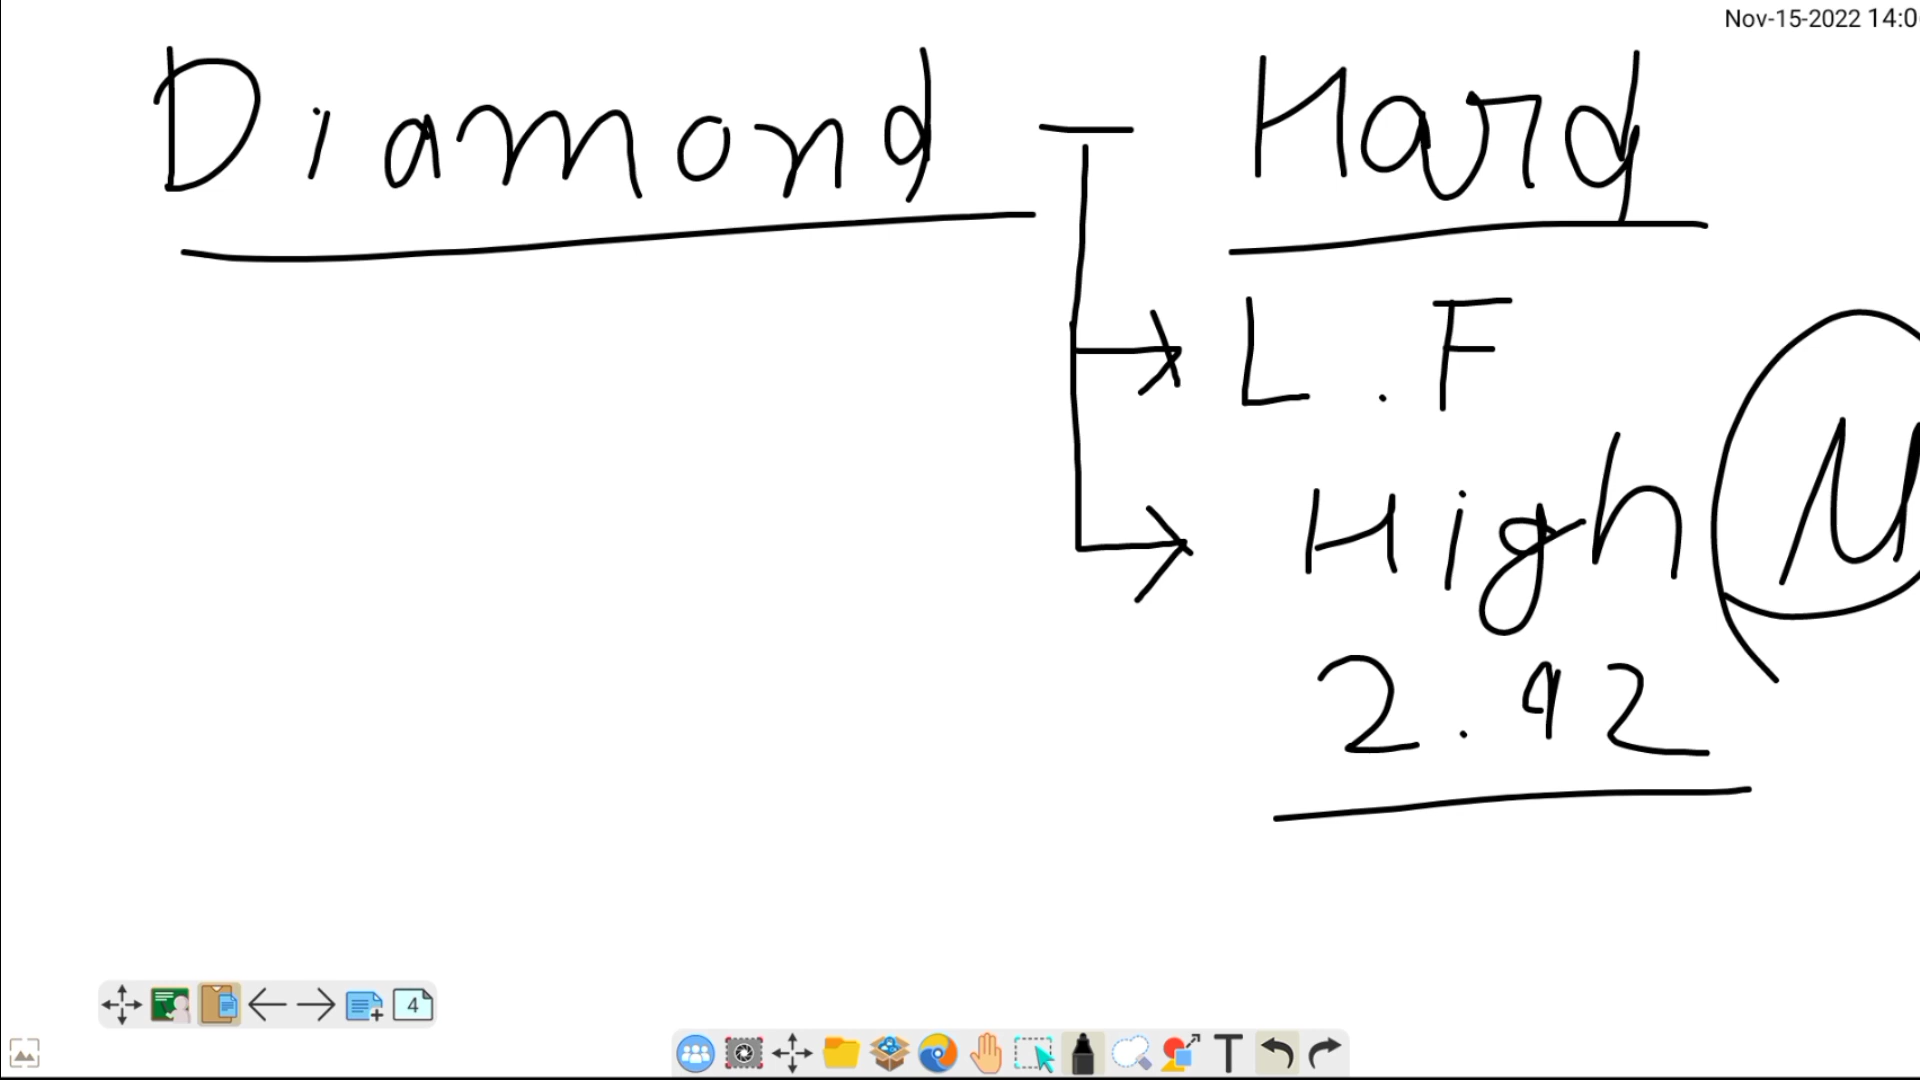 Nov-15-2022 14:0
Diamond - Hard
L.F
High μ
2.42
4
T